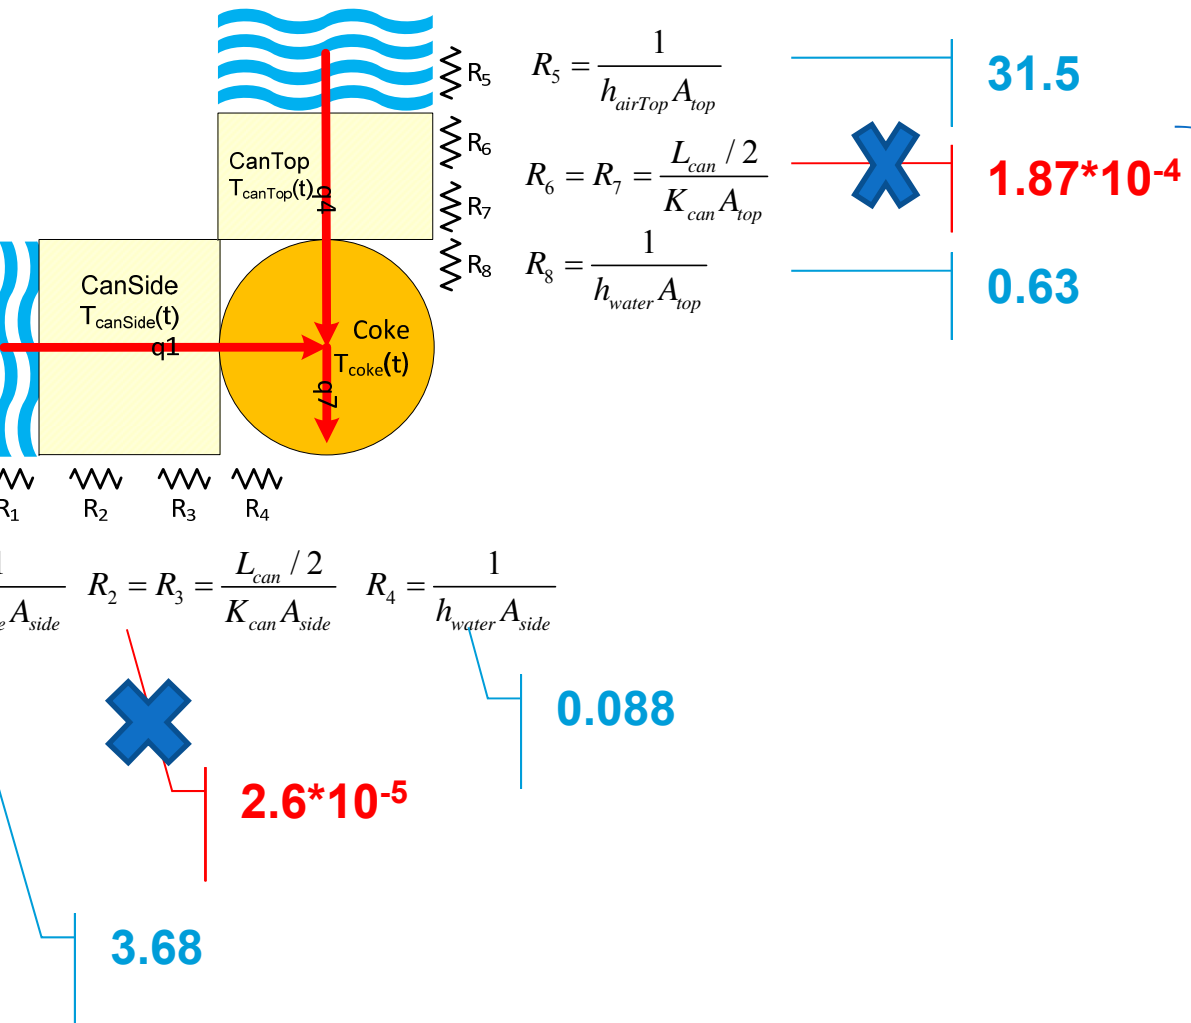 R₅
R₅ = 1 / (h_airTop A_top)
31.5
CanTop
T_canTop(t)
q4
R₆
R₇
R₆ = R₇ = (L_can / 2) / (K_can A_top)
1.87*10⁻⁴
R₈
R₈ = 1 / (h_water A_top)
0.63
CanSide
T_canSide(t)
q1
Coke
T_coke(t)
q7
R₁ R₂ R₃ R₄
1 / (e A_side) R₂ = R₃ = (L_can / 2) / (K_can A_side) R₄ = 1 / (h_water A_side)
0.088
2.6*10⁻⁵
3.68